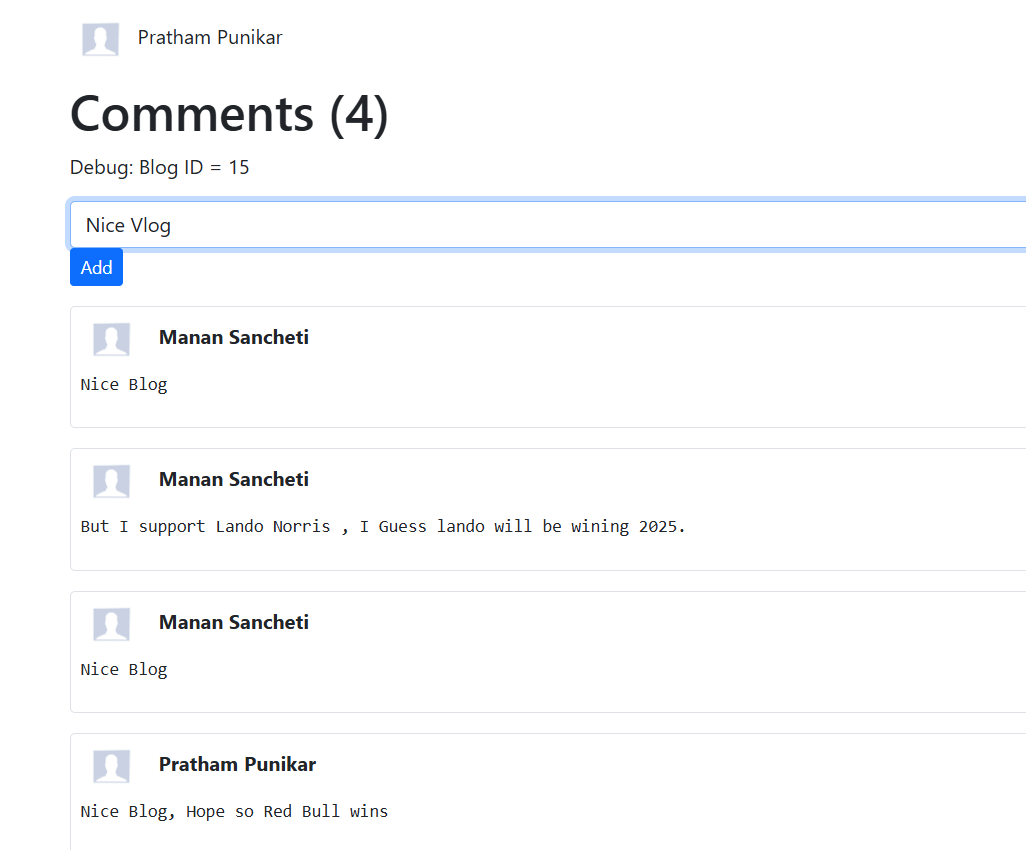 Pratham Punikar
Comments (4)
Debug: Blog ID = 15
Nice Vlog
Add
Manan Sancheti
Nice Blog
Manan Sancheti
But I support Lando Norris , I Guess lando will be wining 2025.
Manan Sancheti
Nice Blog
Pratham Punikar
Nice Blog, Hope so Red Bull wins